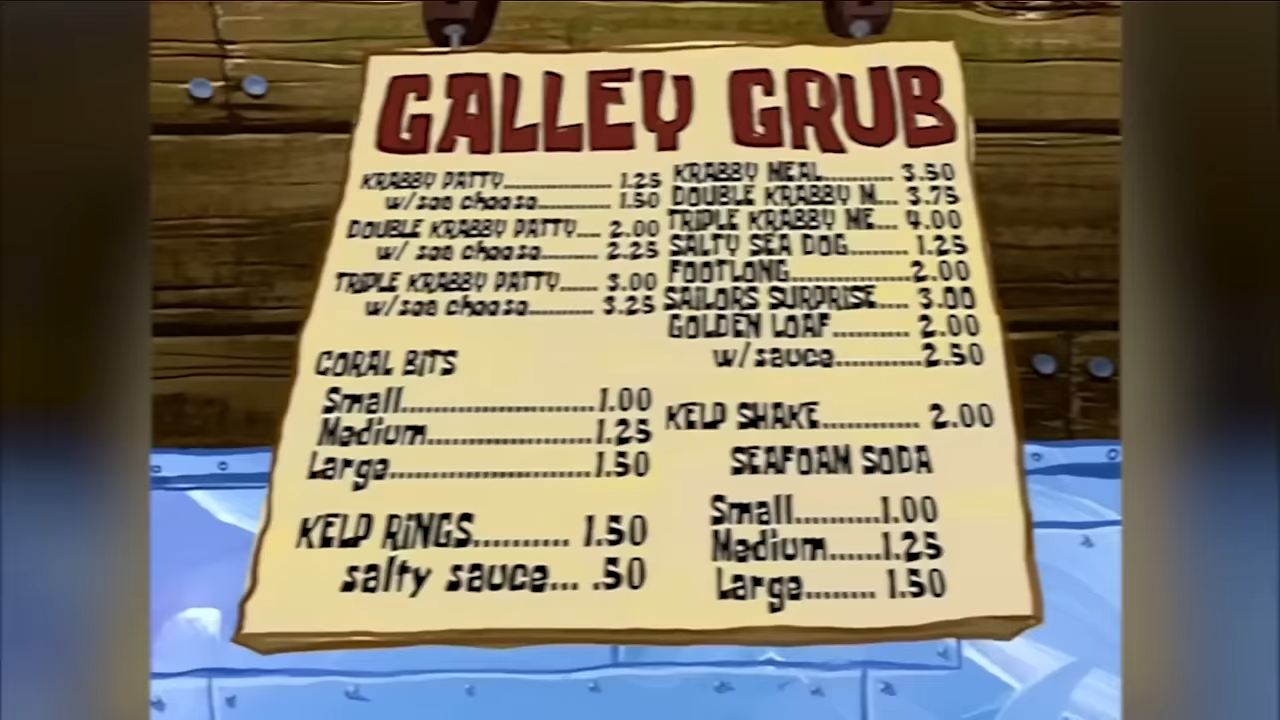 GALLEY GRUB
KRABBY PATTY.................. 1.25
w/sea cheese............ 1.50
DOUBLE KRABBY PATTY.... 2.00
w/ sea cheese........ 2.25
TRIPLE KRABBY PATTY...... 3.00
w/sea cheese.......... 3.25
CORAL BITS
Small..........................1.00
Medium......................1.25
Large...........................1.50
KELP RINGS.......... 1.50
salty sauce... .50
KRABBY MEAL.......... 3.50
DOUBLE KRABBY M... 3.75
TRIPLE KRABBY ME... 4.00
SALTY SEA DOG........ 1.25
FOOTLONG.................2.00
SAILORS SURPRISE.... 3.00
GOLDEN LOAF.......... 2.00
w/sauce............2.50
KELP SHAKE............ 2.00
SEAFOAM SODA
Small..........1.00
Medium......1.25
Large........ 1.50